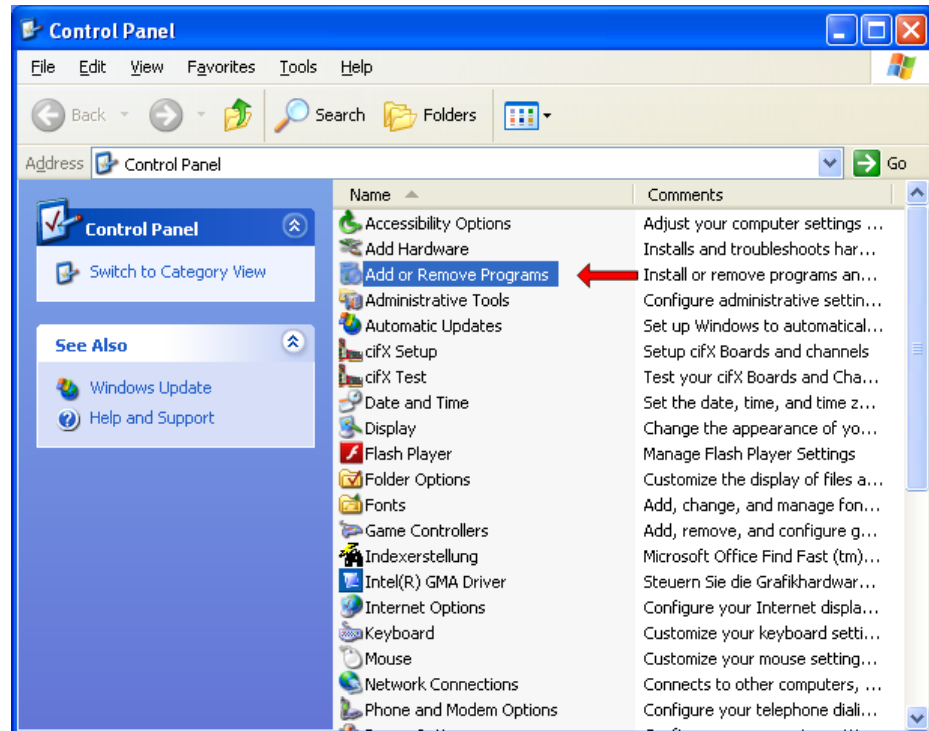 Control Panel
File Edit View Favorites Tools Help
Back Search Folders
Address Control Panel Go
Control Panel
Switch to Category View
See Also
Windows Update
Help and Support
Name Comments
Accessibility Options Adjust your computer settings ...
Add Hardware Installs and troubleshoots har...
Add or Remove Programs Install or remove programs an...
Administrative Tools Configure administrative settin...
Automatic Updates Set up Windows to automatical...
cifX Setup Setup cifX Boards and channels
cifX Test Test your cifX Boards and Cha...
Date and Time Set the date, time, and time z...
Display Change the appearance of yo...
Flash Player Manage Flash Player Settings
Folder Options Customize the display of files a...
Fonts Add, change, and manage fon...
Game Controllers Add, remove, and configure g...
Indexerstellung Microsoft Office Find Fast (tm)...
Intel(R) GMA Driver Steuern Sie die Grafikhardwar...
Internet Options Configure your Internet displa...
Keyboard Customize your keyboard setti...
Mouse Customize your mouse setting...
Network Connections Connects to other computers, ...
Phone and Modem Options Configure your telephone diali...